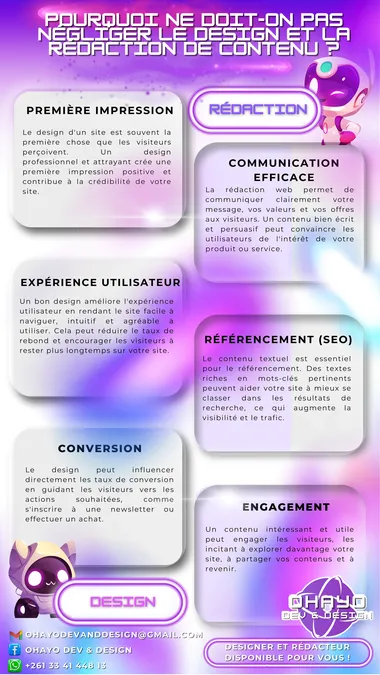 POURQUOI NE DOIT-ON PAS
NÉGLIGER LE DESIGN ET LA
RÉDACTION DE CONTENU ?
PREMIÈRE IMPRESSION
Le design d'un site est souvent la
première chose que les visiteurs
perçoivent. Un design
professionnel et attrayant crée une
première impression positive et
contribue à la crédibilité de votre
site.
RÉDACTION
COMMUNICATION
EFFICACE
La rédaction web permet de
communiquer clairement votre
message, vos valeurs et vos offres
aux visiteurs. Un contenu bien écrit
et persuasif peut convaincre les
utilisateurs de l'intérêt de votre
produit ou service.
EXPÉRIENCE UTILISATEUR
Un bon design améliore l'expérience
utilisateur en rendant le site facile à
naviguer, intuitif et agréable à
utiliser. Cela peut réduire le taux de
rebond et encourager les visiteurs à
rester plus longtemps sur votre site.
RÉFÉRENCEMENT (SEO)
Le contenu textuel est essentiel
pour le référencement. Des textes
riches en mots-clés pertinents
peuvent aider votre site à mieux se
classer dans les résultats de
recherche, ce qui augmente la
visibilité et le trafic.
CONVERSION
Le design peut influencer
directement les taux de conversion
en guidant les visiteurs vers les
actions souhaitées, comme
s'inscrire à une newsletter ou
effectuer un achat.
ENGAGEMENT
Un contenu intéressant et utile
peut engager les visiteurs, les
incitant à explorer davantage votre
site, à partager vos contenus et à
revenir.
DESIGN
OHAYO
DEV & DESIGN
OHAYODEVANDDESIGN@GMAIL.COM
OHAYO DEV & DESIGN
+261 33 41 448 13
DESIGNER ET RÉDACTEUR
DISPONIBLE POUR VOUS !